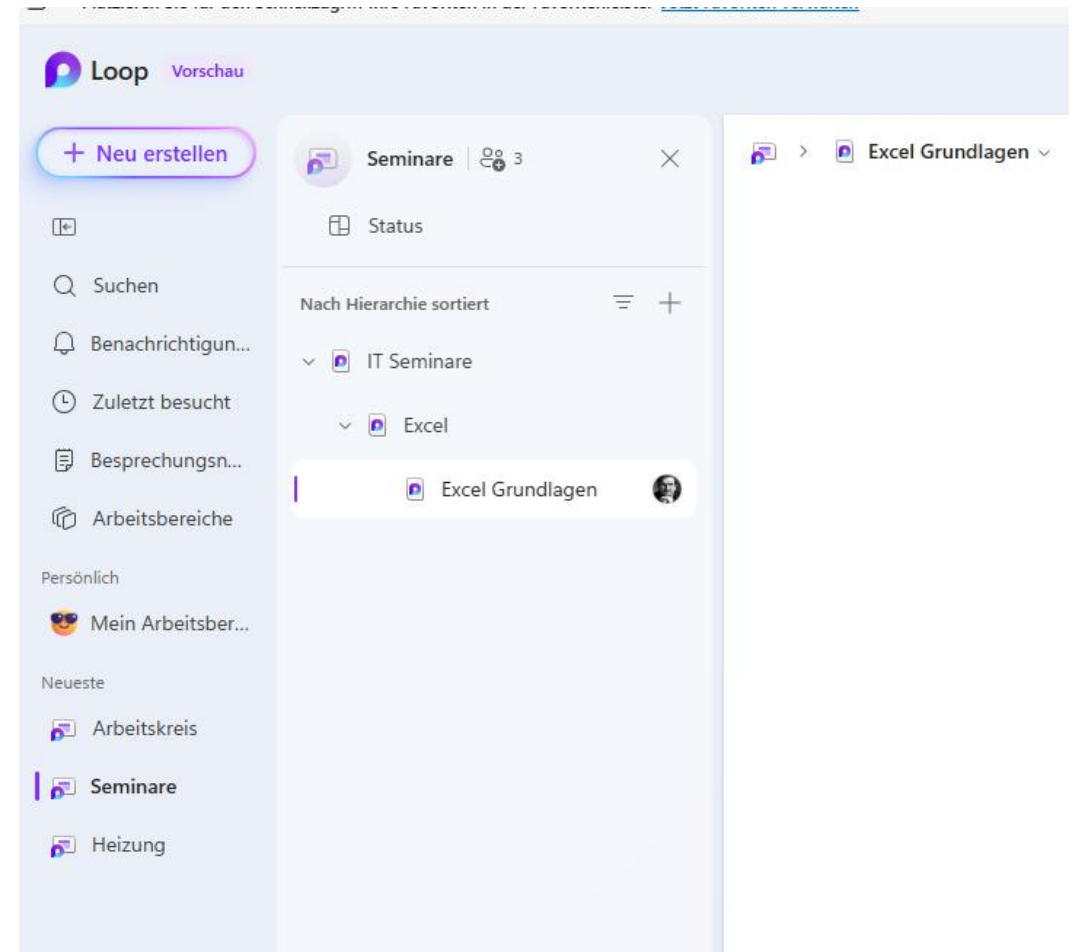 Loop Vorschau
Neu erstellen
Suchen
Benachrichtigun...
Zuletzt besucht
Besprechungsn...
Arbeitsbereiche
Persönlich
Mein Arbeitsber...
Neueste
Arbeitskreis
Seminare
Heizung
Seminare 3
Status
Nach Hierarchie sortiert
IT Seminare
Excel
Excel Grundlagen
Excel Grundlagen